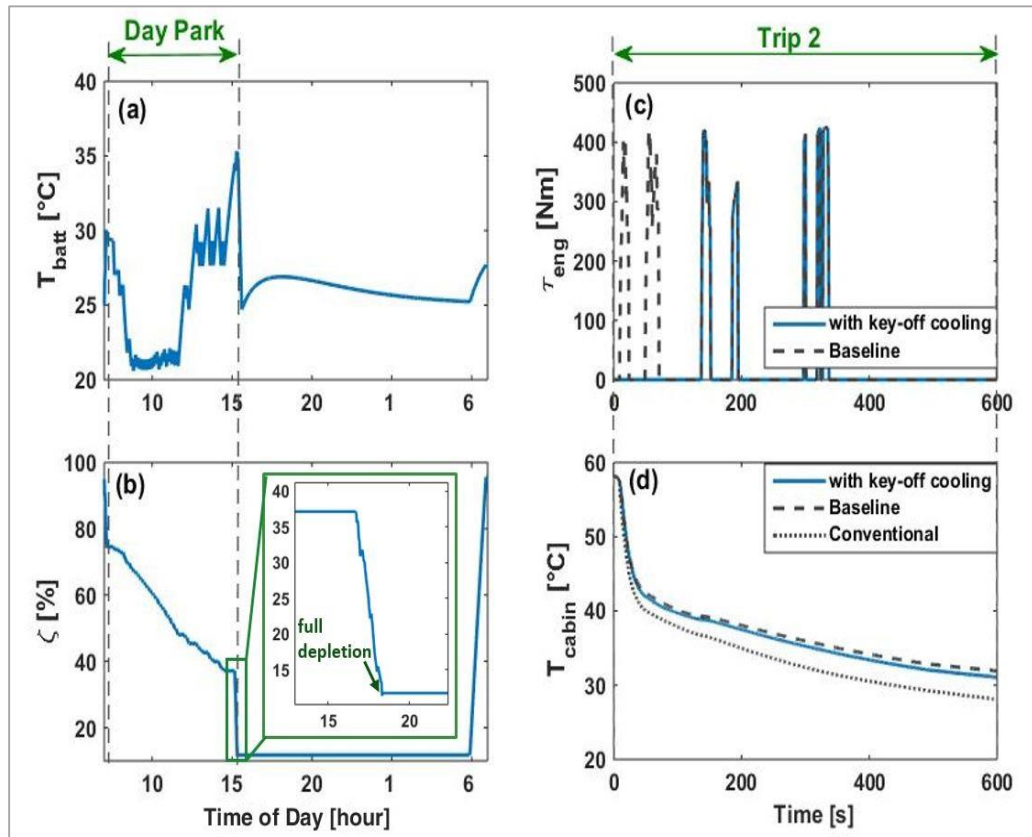 Day Park
Trip 2
(a)
40
35
30
25
20
T_batt [°C]
10
15
20
1
6
(c)
500
400
300
200
100
0
τ_eng [Nm]
with key-off cooling
Baseline
0
200
400
600
(b)
100
80
60
40
20
ζ [%]
40
35
30
25
20
15
full
depletion
15
20
10
15
20
1
6
Time of Day [hour]
(d)
60
50
40
30
20
T_cabin [°C]
with key-off cooling
Baseline
Conventional
0
200
400
600
Time [s]